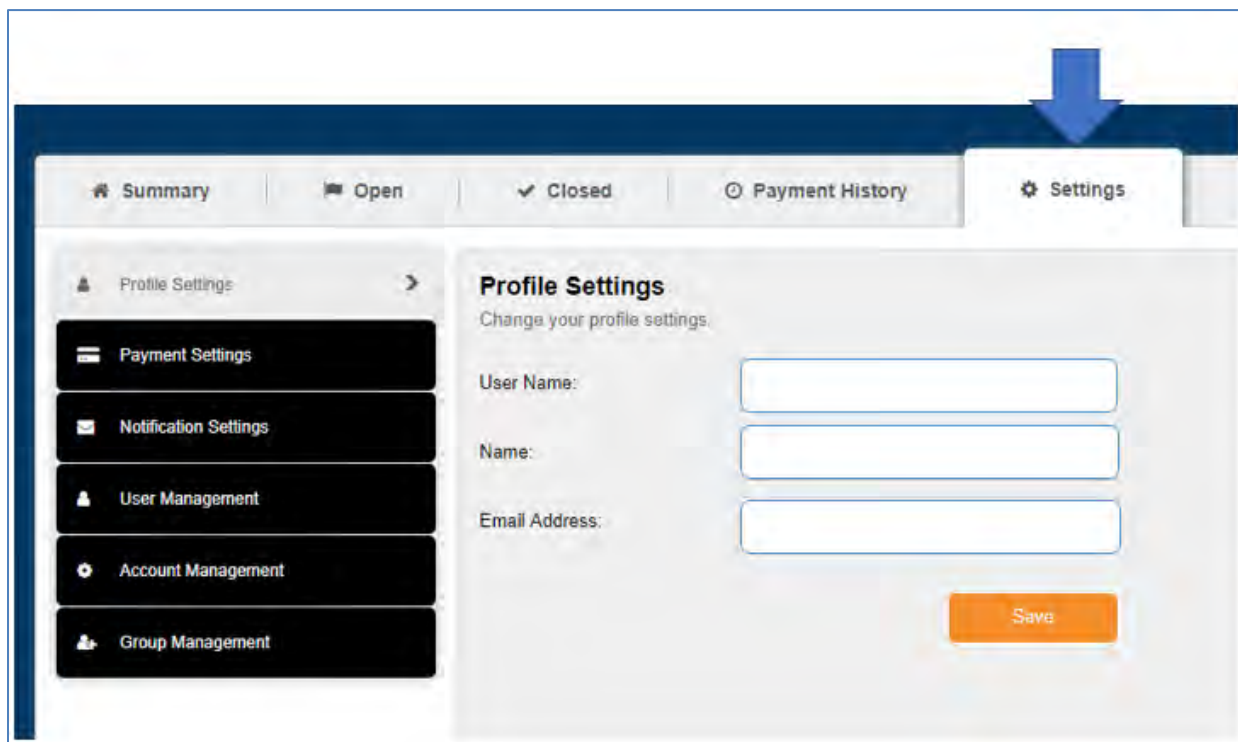 Summary Open Closed Payment History Settings
Profile Settings
Payment Settings
Notification Settings
User Management
Account Management
Group Management
Profile Settings
Change your profile settings.
User Name:
Name:
Email Address:
Save